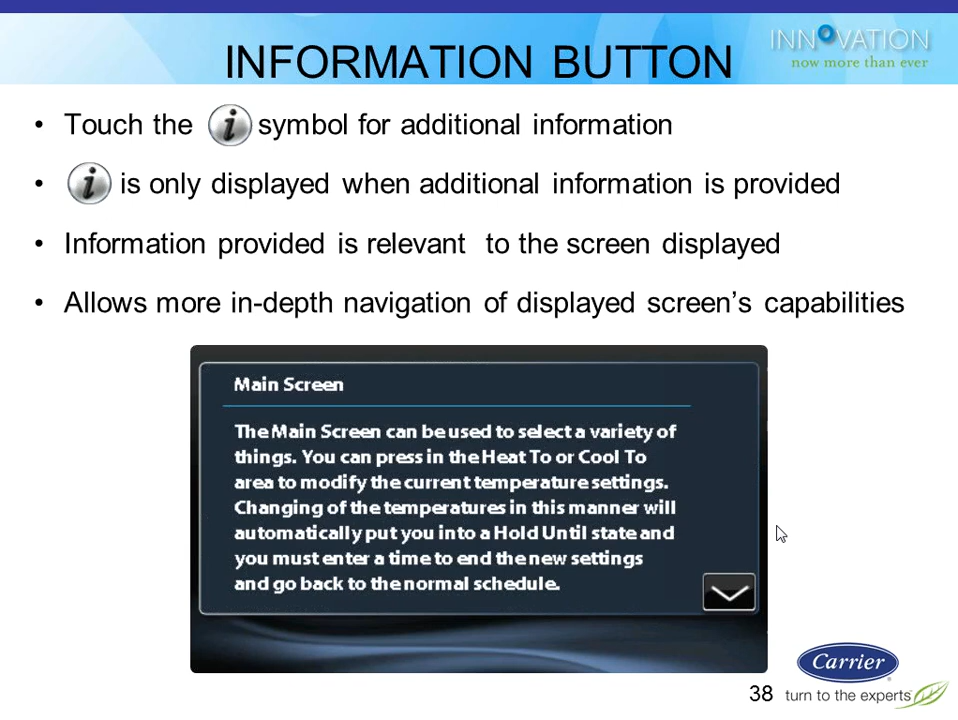 INNOVATION
now more than ever
INFORMATION BUTTON
• Touch the i symbol for additional information
• i is only displayed when additional information is provided
• Information provided is relevant to the screen displayed
• Allows more in-depth navigation of displayed screen’s capabilities
Main Screen
The Main Screen can be used to select a variety of
things. You can press in the Heat To or Cool To
area to modify the current temperature settings.
Changing of the temperatures in this manner will
automatically put you into a Hold Until state and
you must enter a time to end the new settings
and go back to the normal schedule.
Carrier
38 turn to the experts